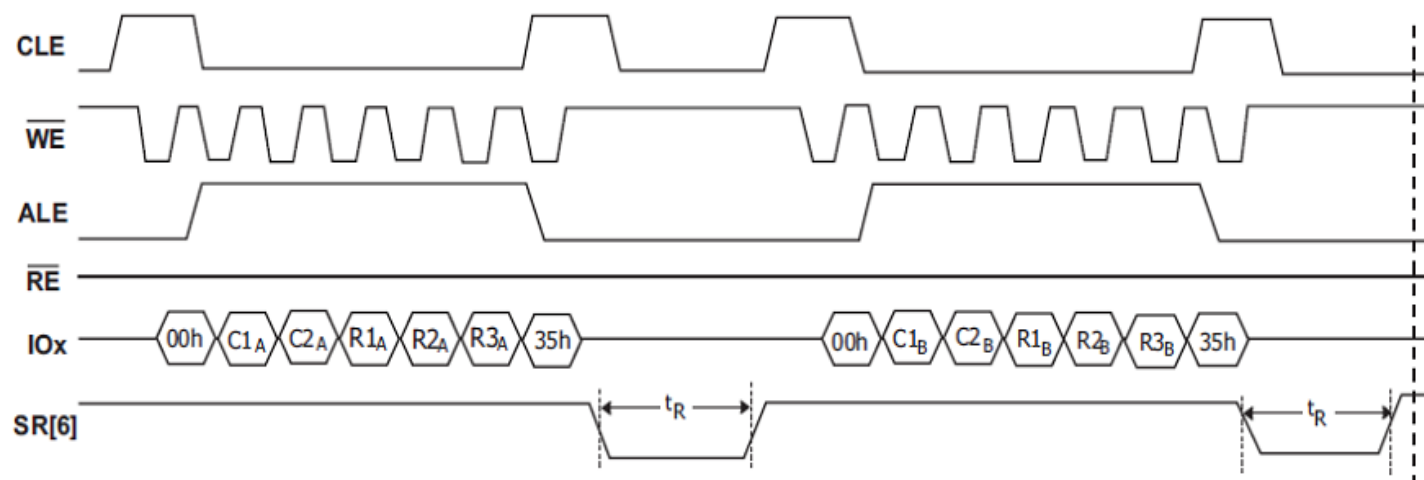 CLE
WE
ALE
RE
IOx 00h C1A C2A R1A R2A R3A 35h 00h C1B C2B R1B R2B R3B 35h
tR tR
SR[6]